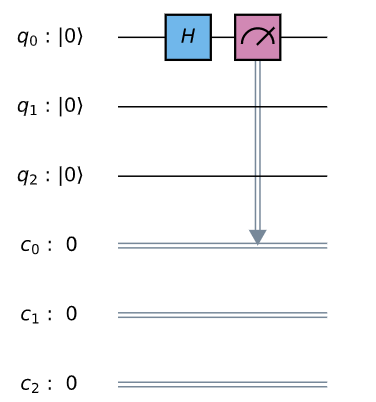 q₀ : |0⟩ H
q₁ : |0⟩
q₂ : |0⟩
c₀ : 0
c₁ : 0
c₂ : 0